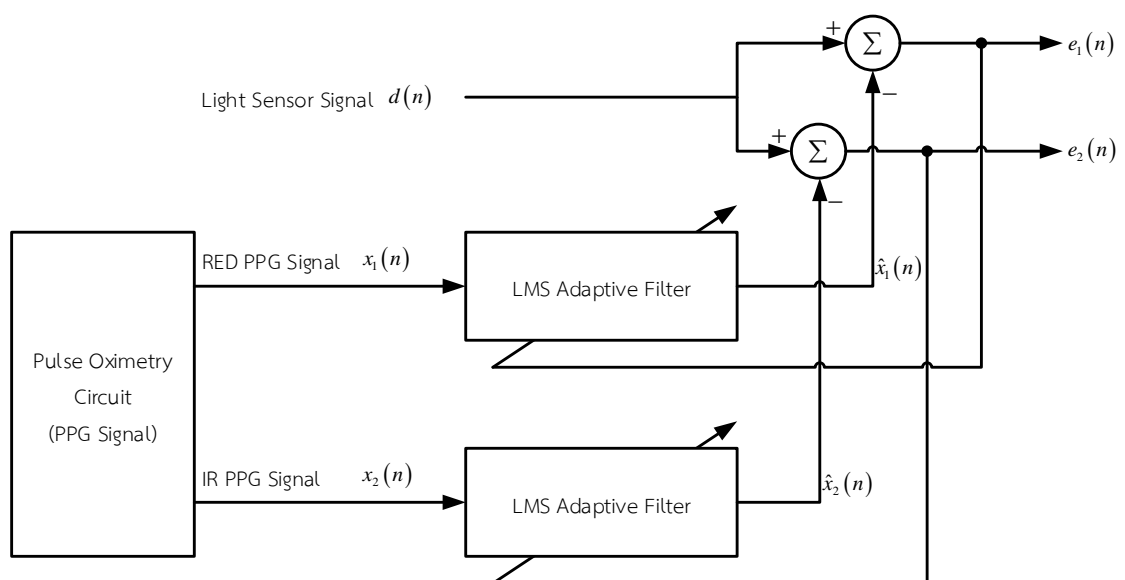 +
Σ
e₁(n)
−
Light Sensor Signal d(n)
+
Σ
e₂(n)
−
RED PPG Signal x₁(n)
LMS Adaptive Filter
x̂₁(n)
Pulse Oximetry
Circuit
(PPG Signal)
IR PPG Signal x₂(n)
LMS Adaptive Filter
x̂₂(n)